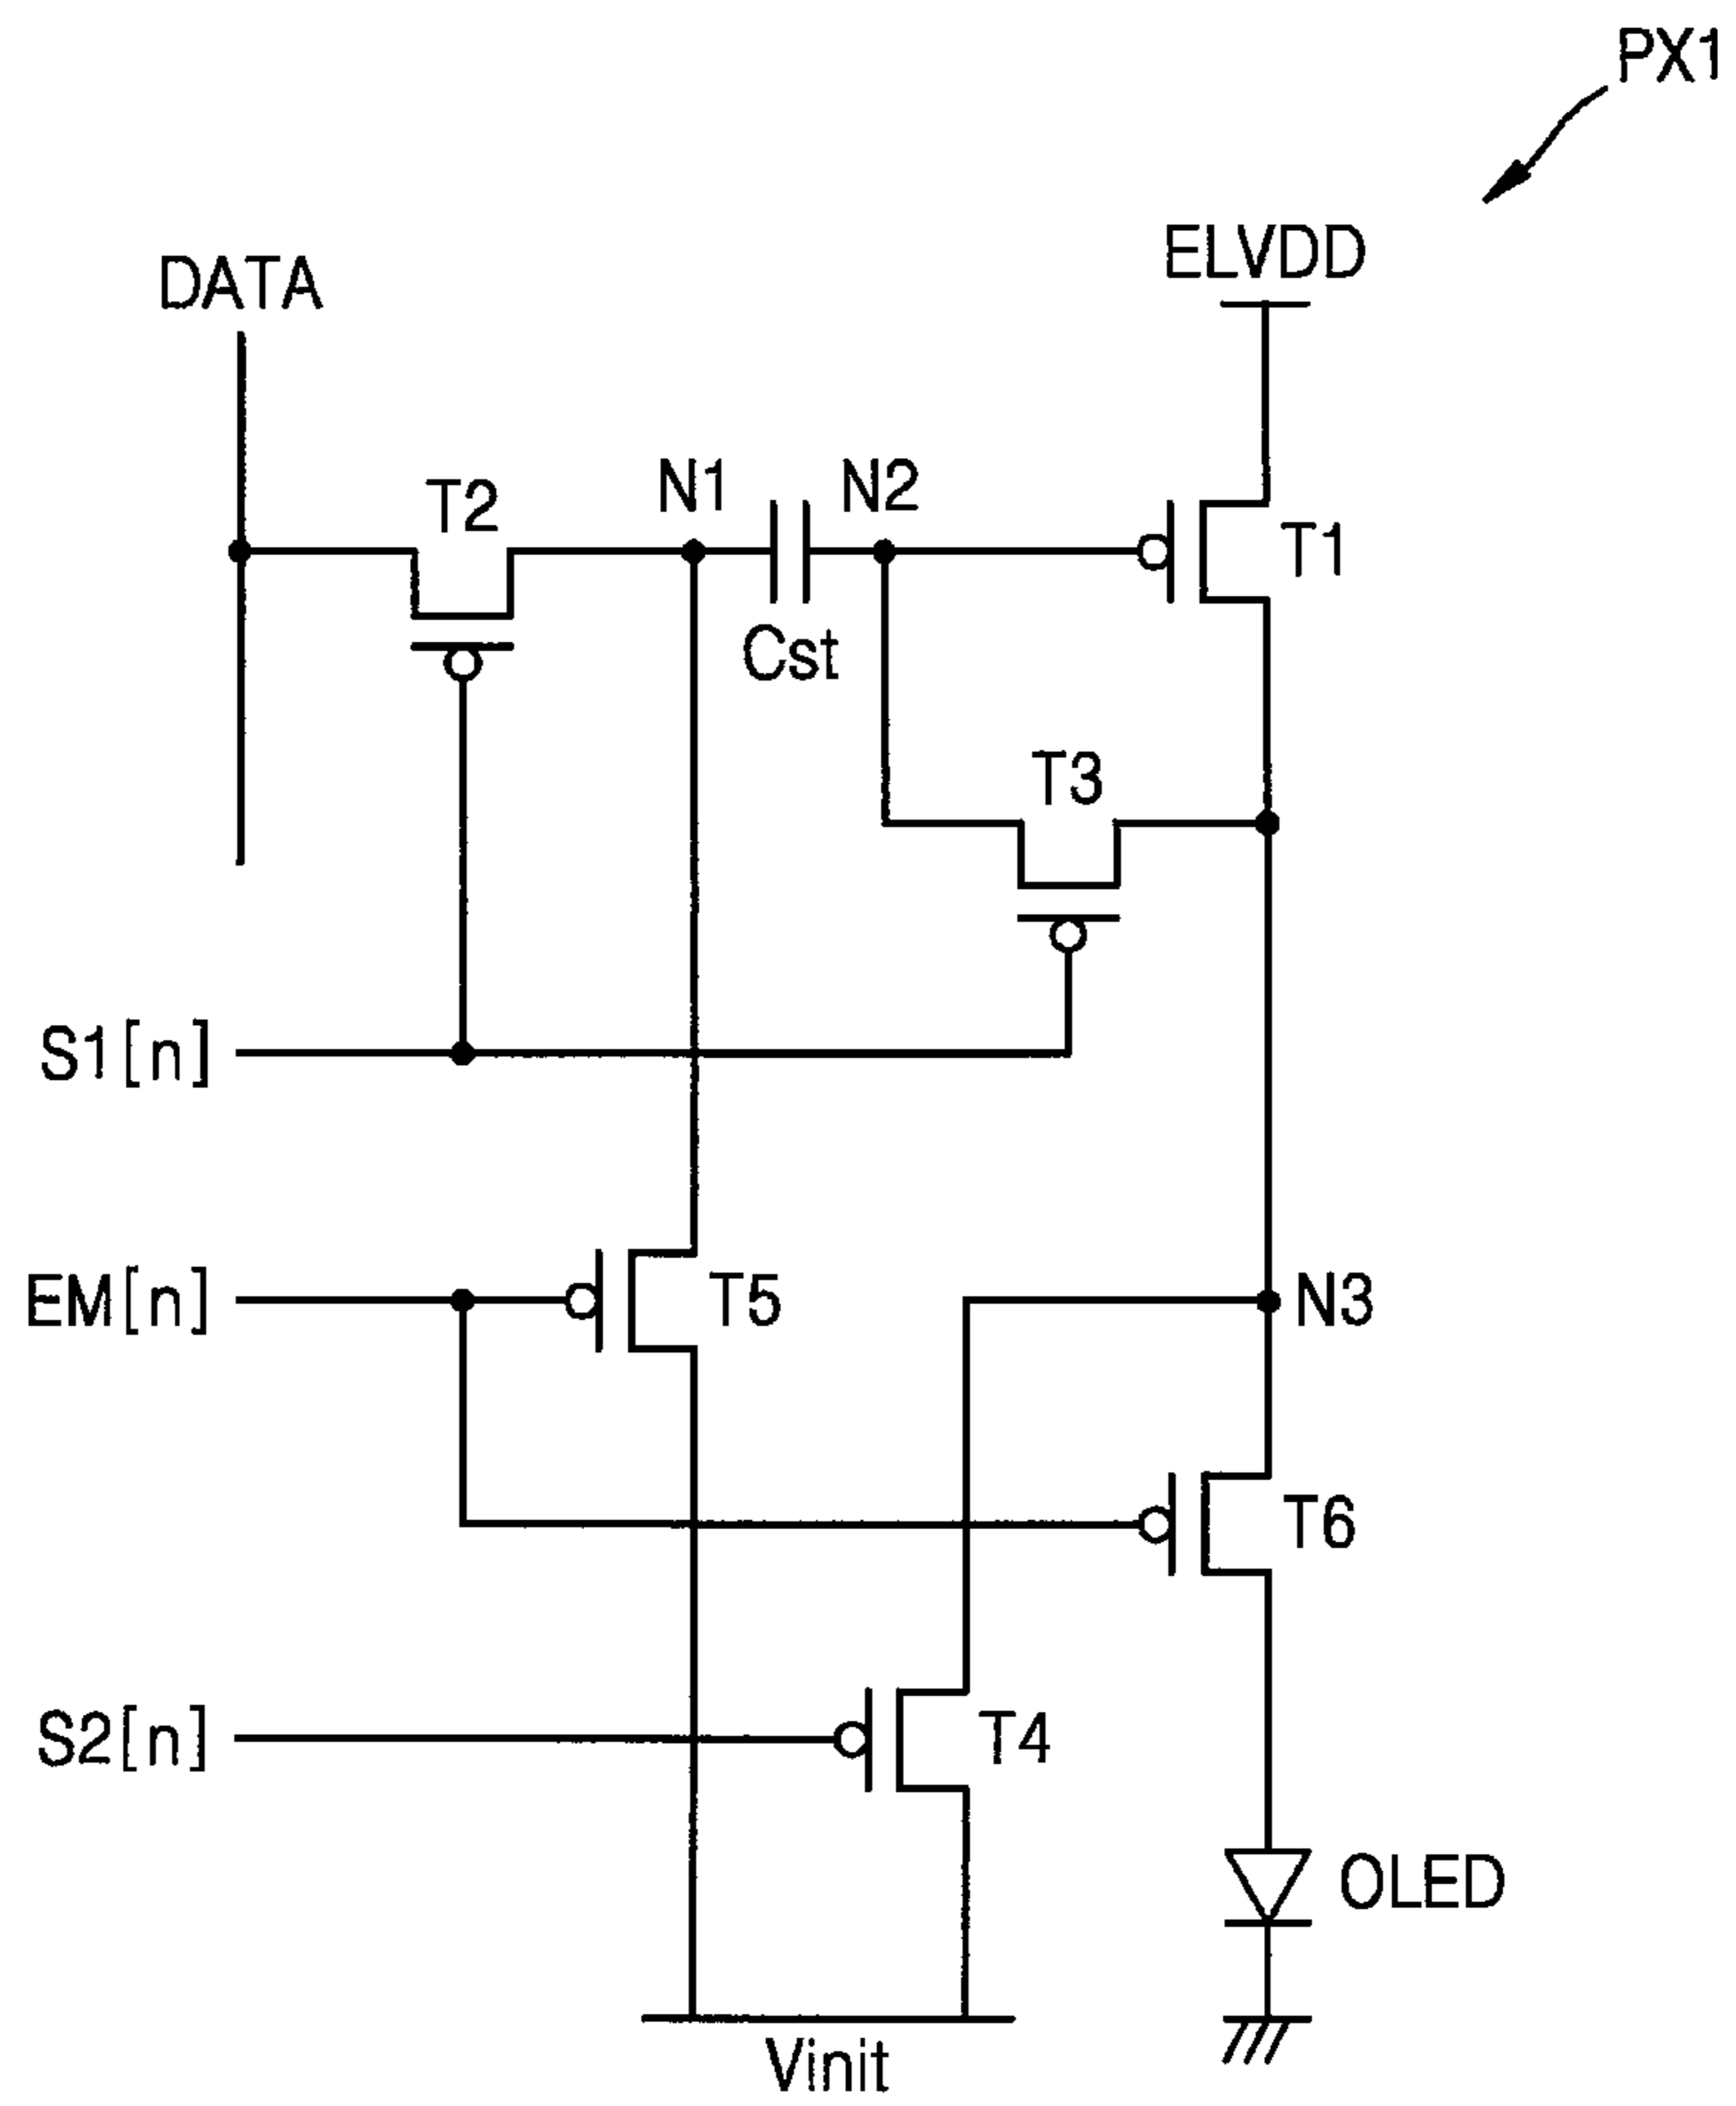 PX1
ELVDD
DATA
T2
N1
N2
T1
Cst
T3
S1[n]
EM[n]
T5
N3
T6
S2[n]
T4
OLED
Vinit